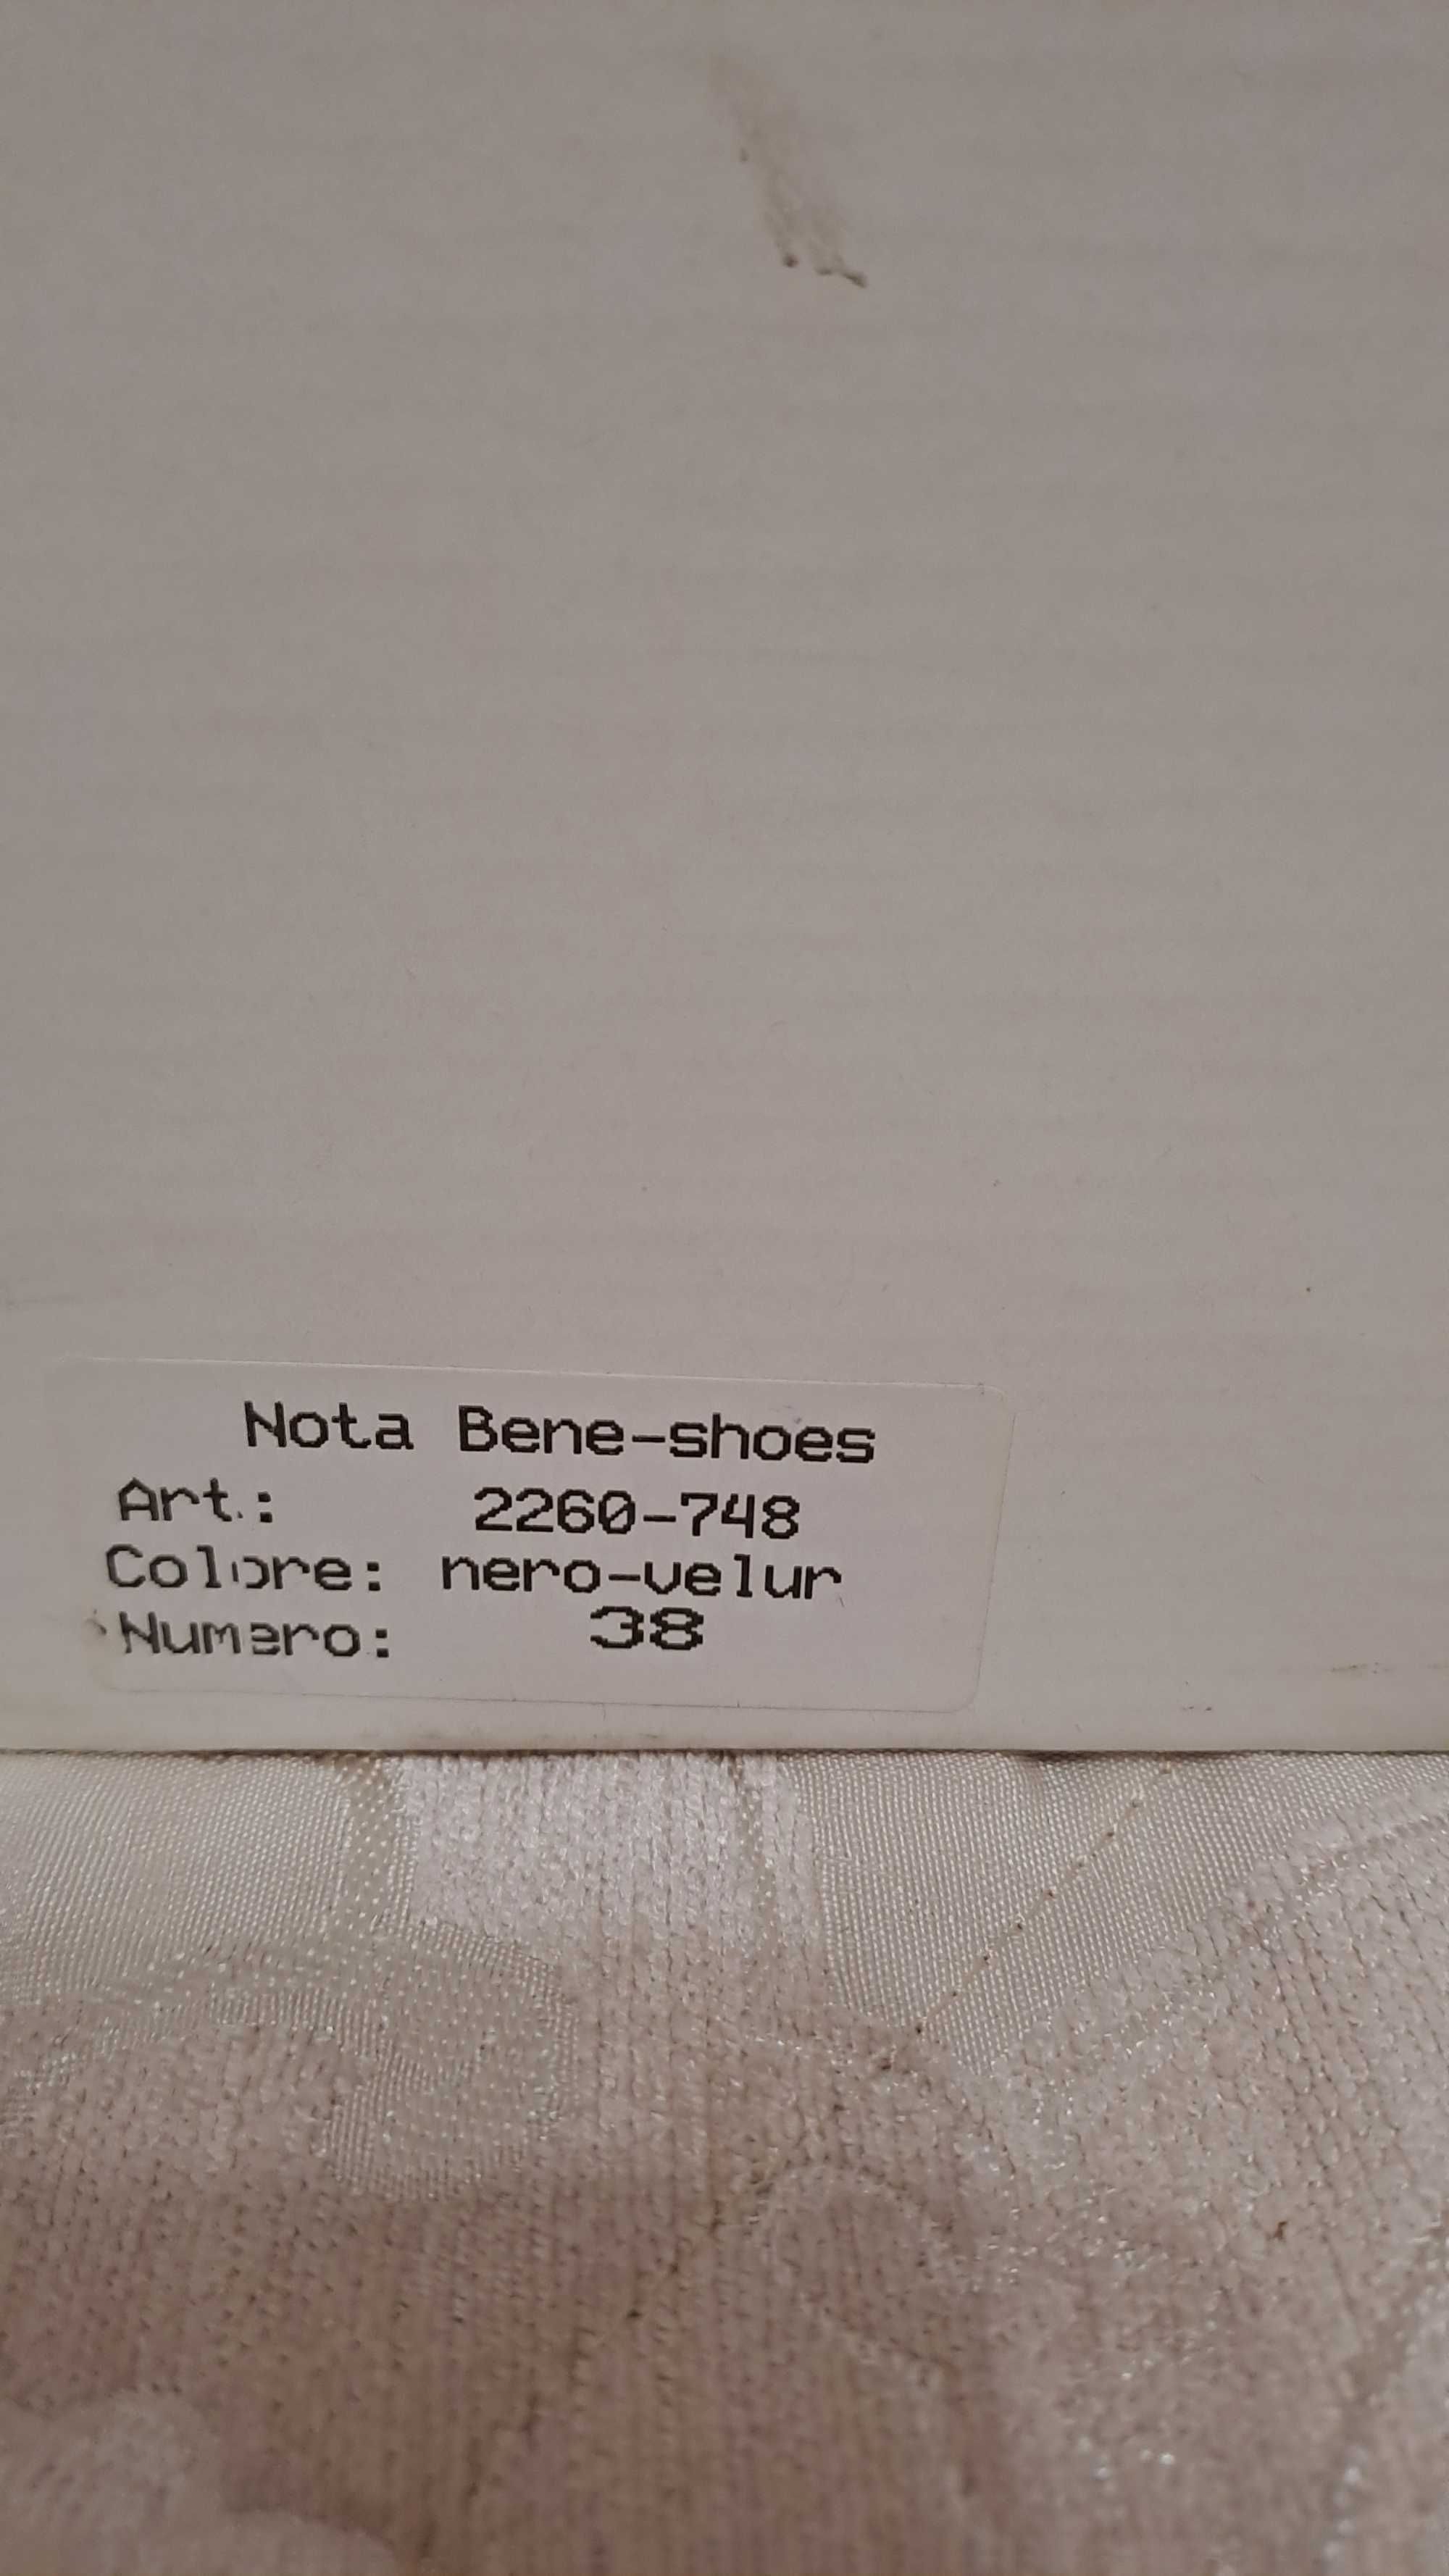 Nota Bene-shoes
Art.: 2260-748
Colore: nero-velur
Numero: 38